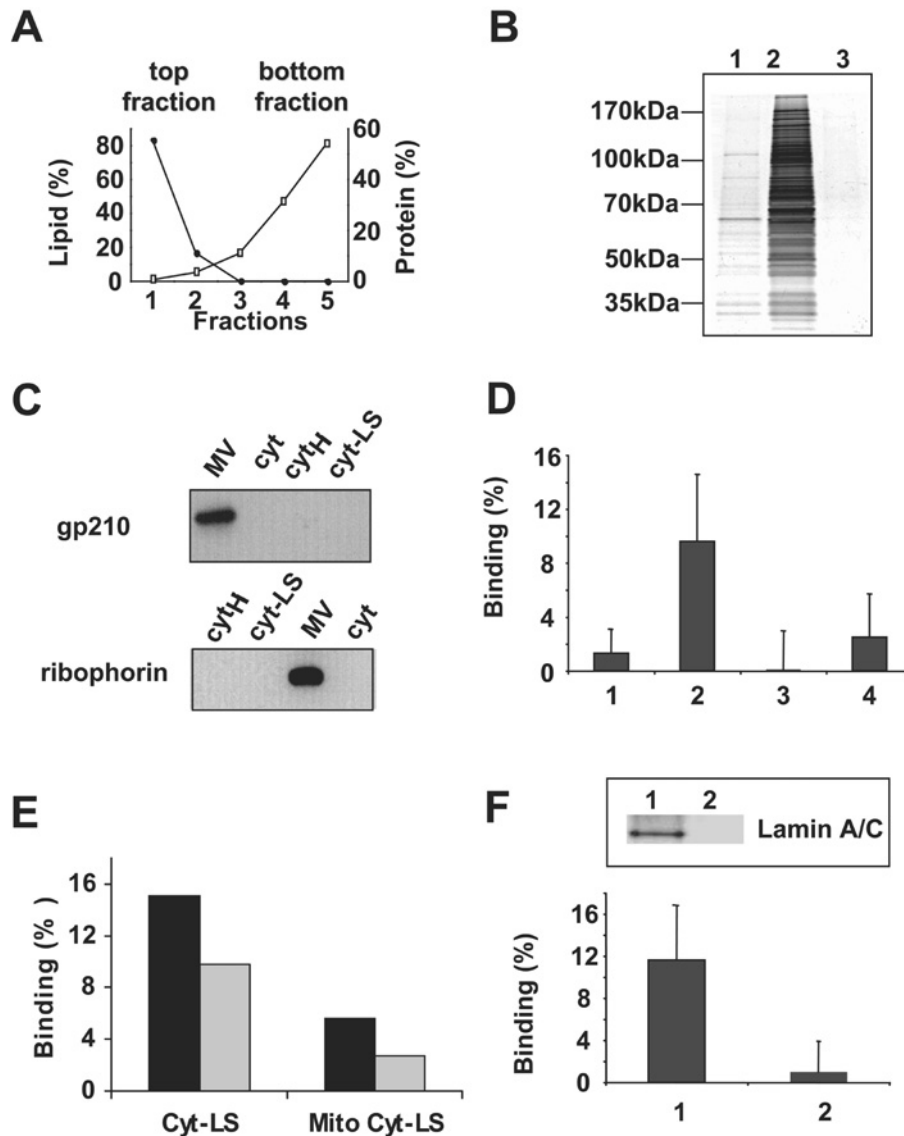 A
top fraction
bottom fraction
80
60
40
20
0
Lipid (%)
60
40
20
0
Protein (%)
1 2 3 4 5
Fractions
B
1 2 3
170kDa
100kDa
70kDa
50kDa
35kDa
C
MV cyt cytH cyt-LS
gp210
cytH cyt-LS MV cyt
ribophorin
D
16
12
8
4
0
Binding (%)
1 2 3 4
E
16
12
8
4
0
Binding (% )
Cyt-LS Mito Cyt-LS
F
1 2
Lamin A/C
16
12
8
4
0
Binding (%)
1 2